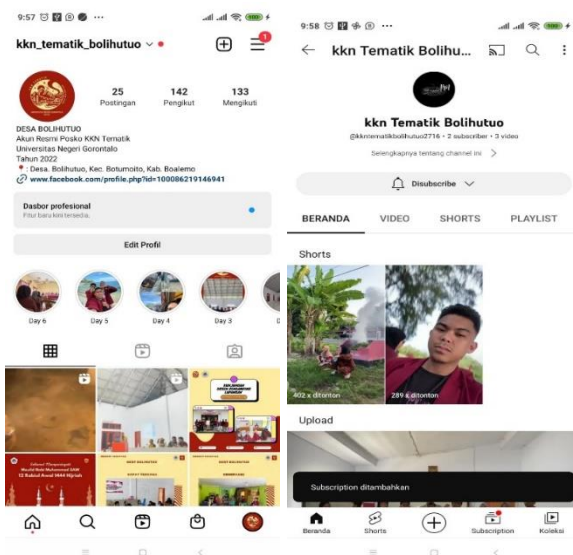 9:57
kkn_tematik_bolihutuo
25
142
133
Postingan
Pengikut
Mengikuti
DESA BOLIHUTUO
Akun Resmi Posko KKN Tematik
Universitas Negeri Gorontalo
Tahun 2022
: Desa. Bolihutuo, Kec. Botumoito, Kab. Boalemo
www.facebook.com/profile.php?id=100086219146941
Dasbor profesional
Fitur baru kini tersedia.
Edit Profil
Day 6
Day 5
Day 4
Day 3
9:58
kkn Tematik Bolihu...
kkn Tematik Bolihutuo
@kkntematikbolihutuo2716 • 2 subscriber • 3 video
Selengkapnya tentang channel ini
Disubscribe
BERANDA
VIDEO
SHORTS
PLAYLIST
Shorts
402 x ditonton
289 x ditonton
Upload
Subscription ditambahkan
Beranda
Shorts
Subscription
Koleksi